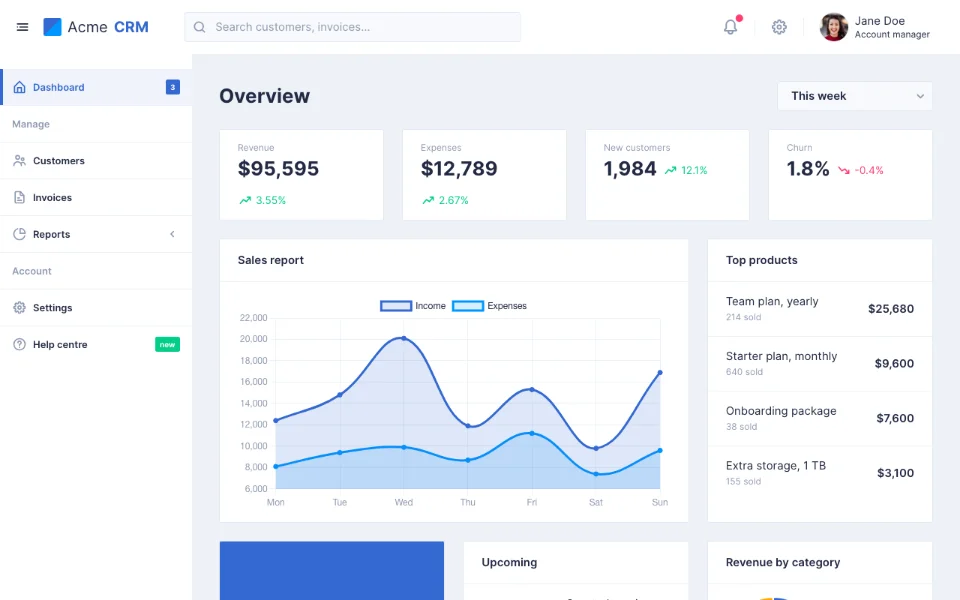 Acme CRM
Search customers, invoices...
Jane Doe
Account manager
Dashboard
3
Manage
Customers
Invoices
Reports
Account
Settings
Help centre
new
Overview
This week
Revenue
$95,595
3.55%
Expenses
$12,789
2.67%
New customers
1,984 12.1%
Churn
1.8% -0.4%
Sales report
Income Expenses
22,000
20,000
18,000
16,000
14,000
12,000
10,000
8,000
6,000
Mon Tue Wed Thu Fri Sat Sun
Top products
Team plan, yearly
214 sold
$25,680
Starter plan, monthly
640 sold
$9,600
Onboarding package
38 sold
$7,600
Extra storage, 1 TB
155 sold
$3,100
Upcoming
Revenue by category